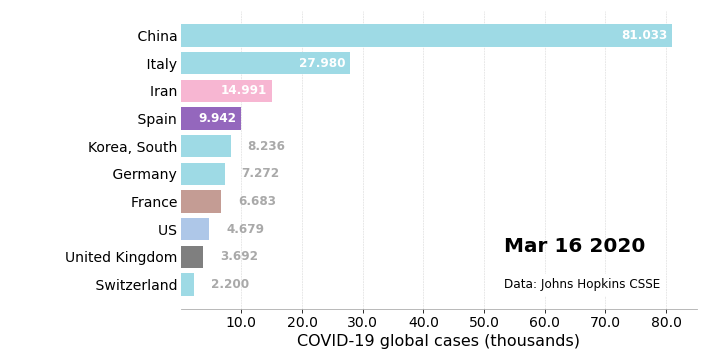 China 81.033
Italy 27.980
Iran 14.991
Spain 9.942
Korea, South 8.236
Germany 7.272
France 6.683
US 4.679
United Kingdom 3.692
Switzerland 2.200
Mar 16 2020
Data: Johns Hopkins CSSE
10.0 20.0 30.0 40.0 50.0 60.0 70.0 80.0
COVID-19 global cases (thousands)